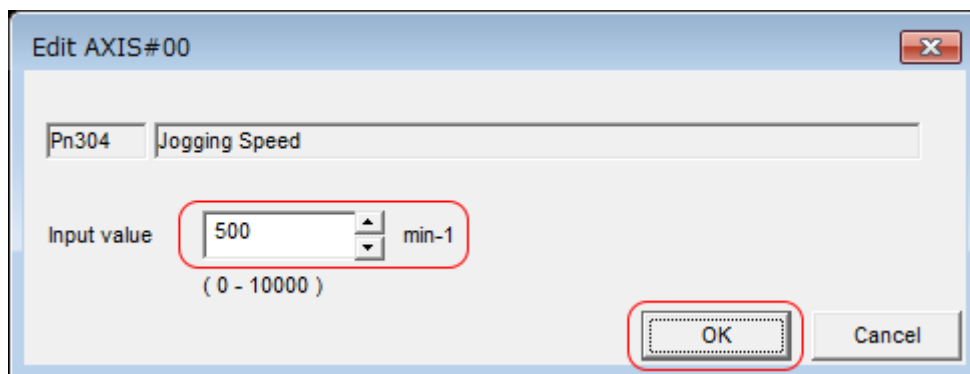 Edit AXIS#00
Pn304 Jogging Speed
Input value 500 min-1
( 0 - 10000 )
OK Cancel